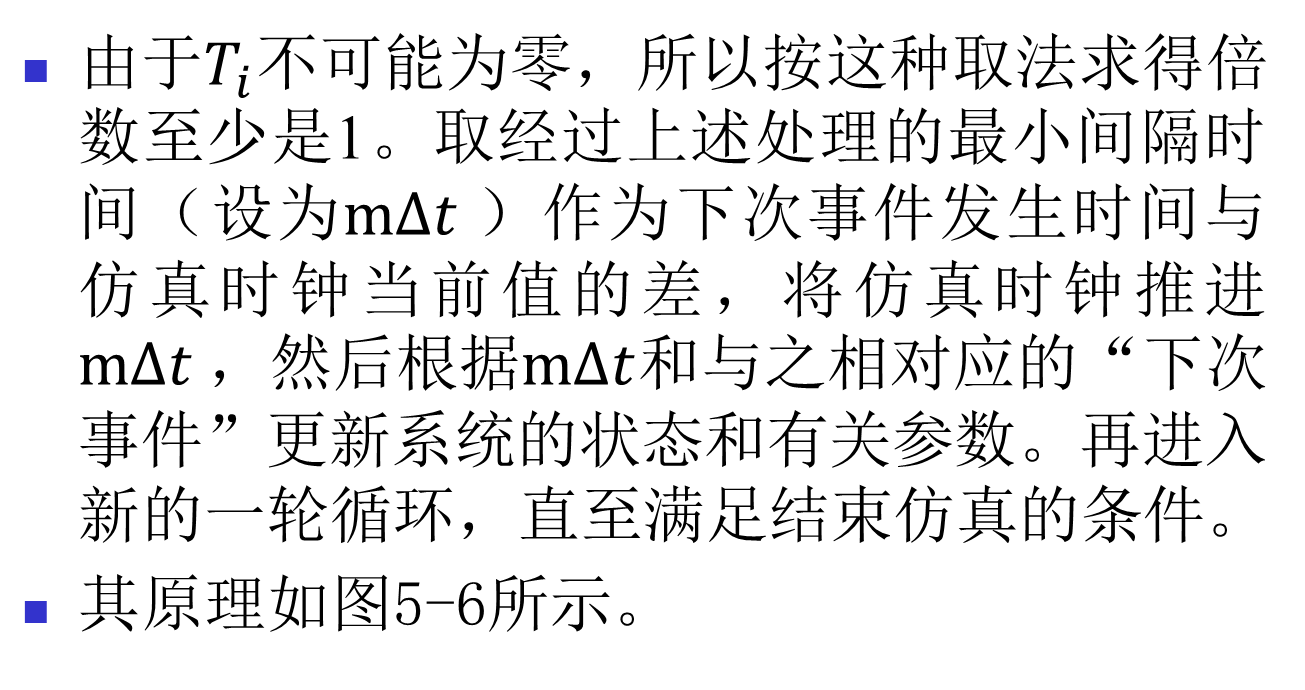 由于Tᵢ不可能为零，所以按这种取法求得倍
数至少是1。取经过上述处理的最小间隔时
间（设为mΔt ）作为下次事件发生时间与
仿真时钟当前值的差，将仿真时钟推进
mΔt ，然后根据mΔt和与之相对应的“下次
事件”更新系统的状态和有关参数。再进入
新的一轮循环，直至满足结束仿真的条件。
其原理如图5-6所示。